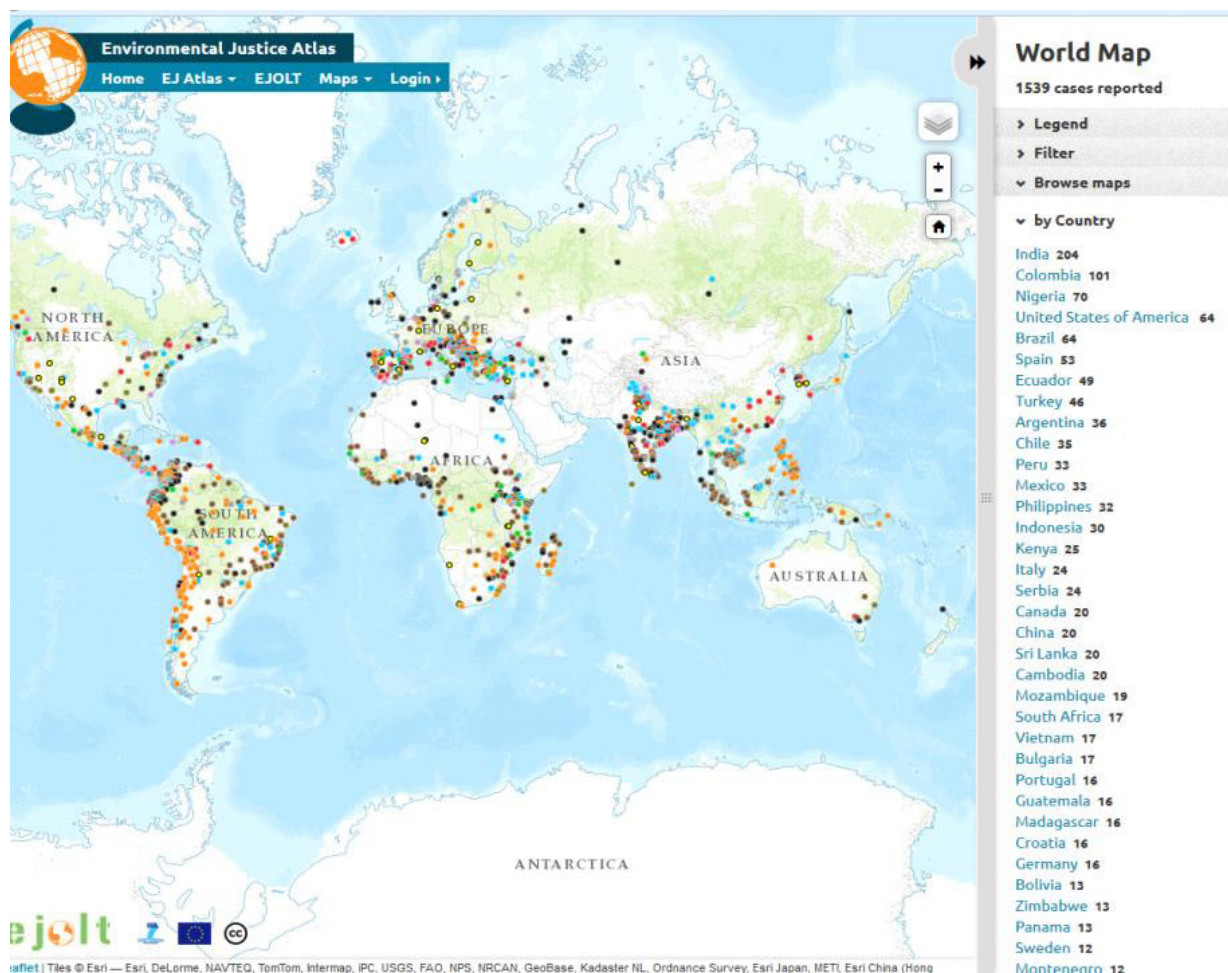 Environmental Justice Atlas
Home EJ Atlas EJOLT Maps Login
NORTH
AMERICA
EUROPE
ASIA
AFRICA
SOUTH
AMERICA
AUSTRALIA
ANTARCTICA
ejolt
cc
aflet | Tiles © Esri — Esri, DeLorme, NAVTEQ, TomTom, Intermap, iPC, USGS, FAO, NPS, NRCAN, GeoBase, Kadaster NL, Ordnance Survey, Esri Japan, METI, Esri China (Hong
World Map
1539 cases reported
Legend
Filter
Browse maps
by Country
India 204
Colombia 101
Nigeria 70
United States of America 64
Brazil 64
Spain 53
Ecuador 49
Turkey 46
Argentina 36
Chile 35
Peru 33
Mexico 33
Philippines 32
Indonesia 30
Kenya 25
Italy 24
Serbia 24
Canada 20
China 20
Sri Lanka 20
Cambodia 20
Mozambique 19
South Africa 17
Vietnam 17
Bulgaria 17
Portugal 16
Guatemala 16
Madagascar 16
Croatia 16
Germany 16
Bolivia 13
Zimbabwe 13
Panama 13
Sweden 12
Montenegro 12